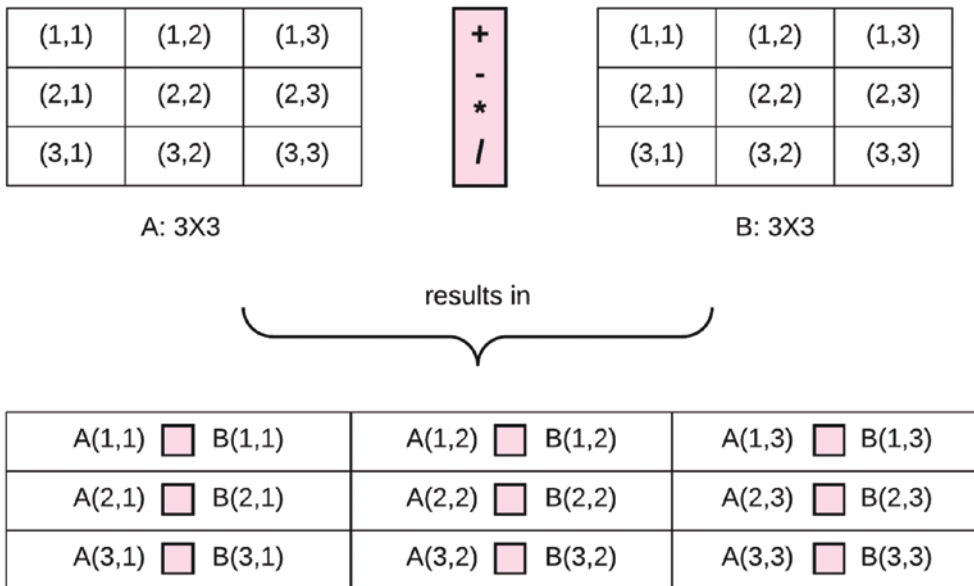 (1,1) (1,2) (1,3) + (1,1) (1,2) (1,3)
-
(2,1) (2,2) (2,3) * (2,1) (2,2) (2,3)
(3,1) (3,2) (3,3) / (3,1) (3,2) (3,3)
A: 3X3 B: 3X3
results in
A(1,1) B(1,1) A(1,2) B(1,2) A(1,3) B(1,3)
A(2,1) B(2,1) A(2,2) B(2,2) A(2,3) B(2,3)
A(3,1) B(3,1) A(3,2) B(3,2) A(3,3) B(3,3)